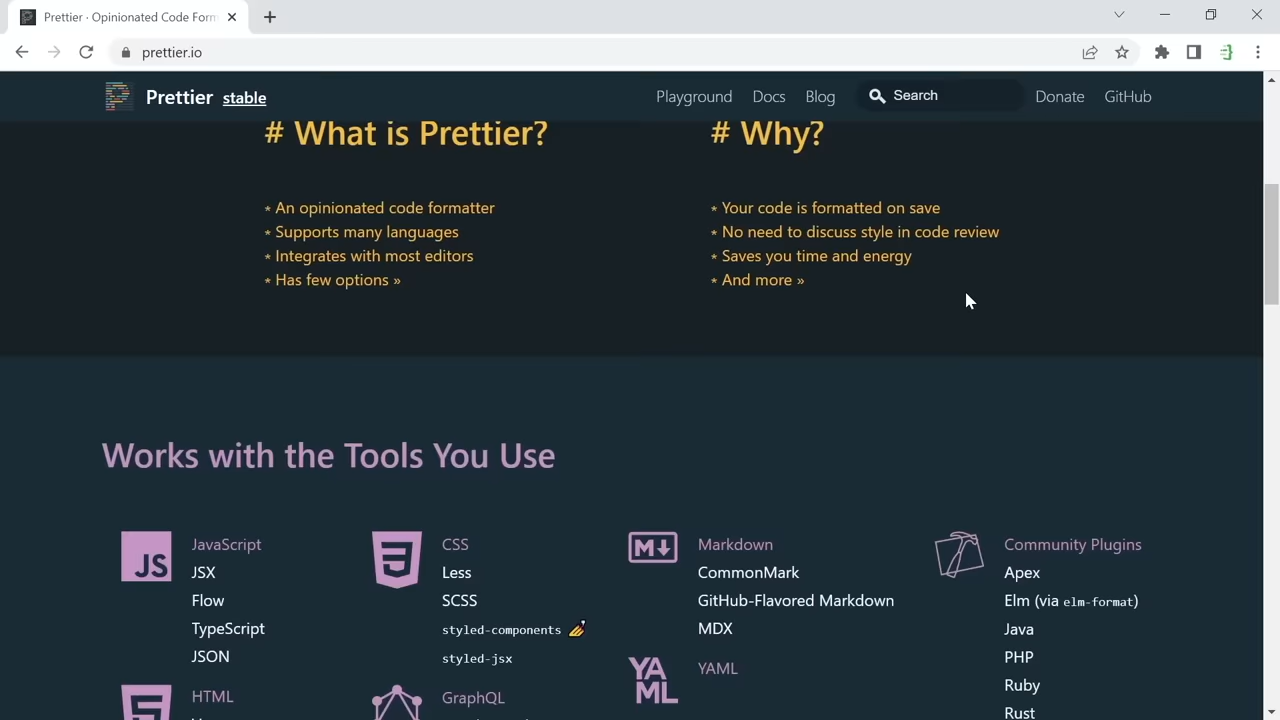 Prettier · Opinionated Code Form
prettier.io
Prettier stable
Playground
Docs
Blog
Search
Donate
GitHub
# What is Prettier?
* An opinionated code formatter
* Supports many languages
* Integrates with most editors
* Has few options »
# Why?
* Your code is formatted on save
* No need to discuss style in code review
* Saves you time and energy
* And more »
Works with the Tools You Use
JS
JavaScript
JSX
Flow
TypeScript
JSON
HTML
CSS
Less
SCSS
styled-components 💅
styled-jsx
GraphQL
M
Markdown
CommonMark
GitHub-Flavored Markdown
MDX
YA
ML
YAML
Community Plugins
Apex
Elm (via elm-format)
Java
PHP
Ruby
Rust